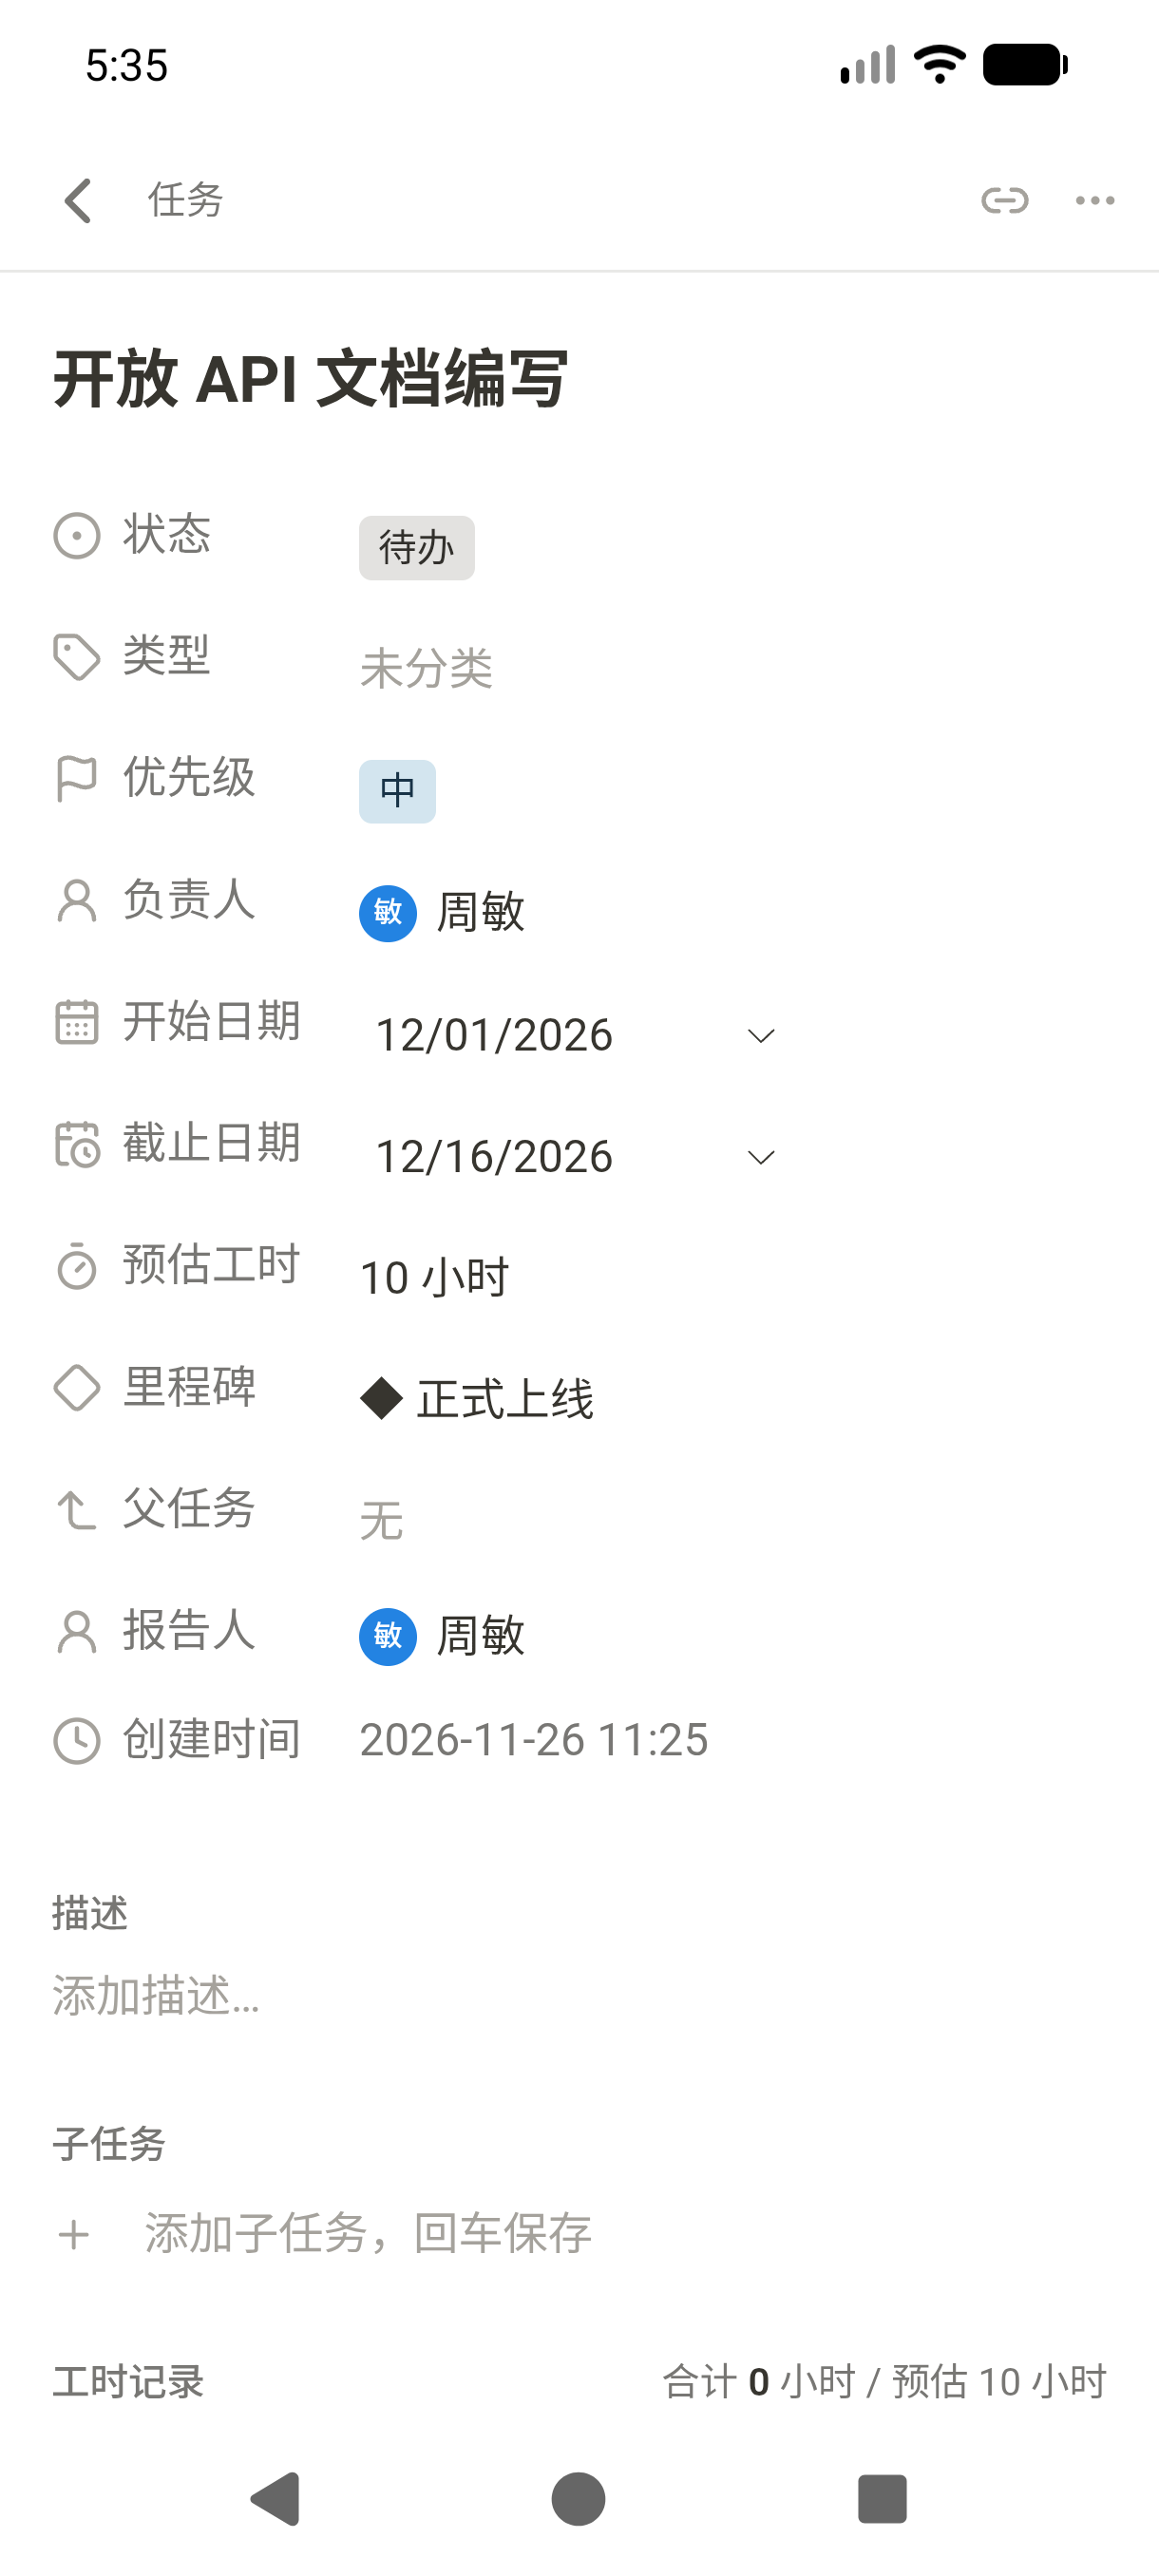 5:35
任务
开放 API 文档编写
状态 待办
类型 未分类
优先级 中
负责人 敏 周敏
开始日期 12/01/2026
截止日期 12/16/2026
预估工时 10 小时
里程碑 ◆ 正式上线
父任务 无
报告人 敏 周敏
创建时间 2026-11-26 11:25
描述
添加描述...
子任务
+ 添加子任务，回车保存
工时记录 合计 0 小时 / 预估 10 小时